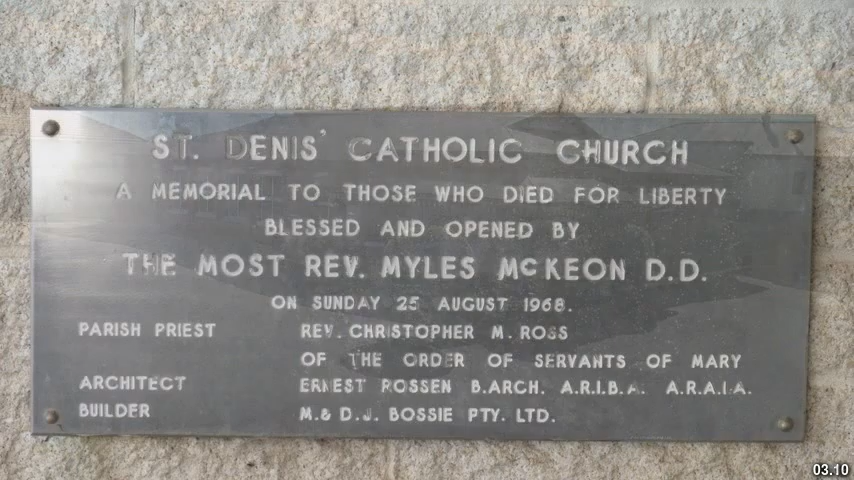 ST. DENIS' CATHOLIC CHURCH
A MEMORIAL TO THOSE WHO DIED FOR LIBERTY
BLESSED AND OPENED BY
THE MOST REV. MYLES McKEON D.D.
ON SUNDAY 25 AUGUST 1968.
PARISH PRIEST REV. CHRISTOPHER M. ROSS
OF THE ORDER OF SERVANTS OF MARY
ARCHITECT ERNEST ROSSEN B.ARCH. A.R.I.B.A. A.R.A.I.A.
BUILDER M.& D.J. BOSSIE PTY. LTD.
03.10